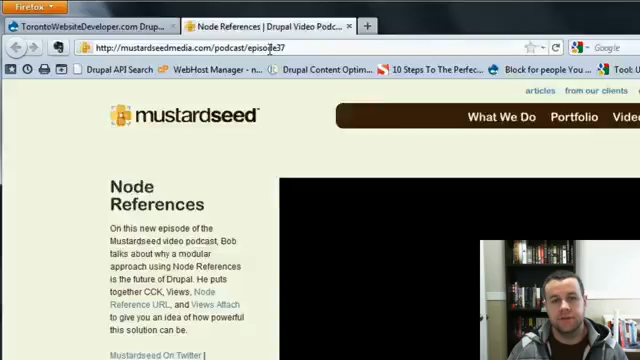 Firefox
TorontoWebsiteDeveloper.com Drup...
Node References | Drupal Video Podc...
http://mustardseedmedia.com/podcast/episode37
Google
Drupal API Search
WebHost Manager - n...
Drupal Content Optim...
10 Steps To The Perfec...
Block for people you ...
Tool: U
articles
from our clients
mustardseed
What We Do
Portfolio
Vide
Node
References
On this new episode of the
Mustardseed video podcast, Bob
talks about why a modular
approach using Node References
is the future of Drupal. He puts
together CCK, Views, Node
Reference URL, and Views Attach
to give you an idea of how powerful
this solution can be.
Mustardseed On Twitter |